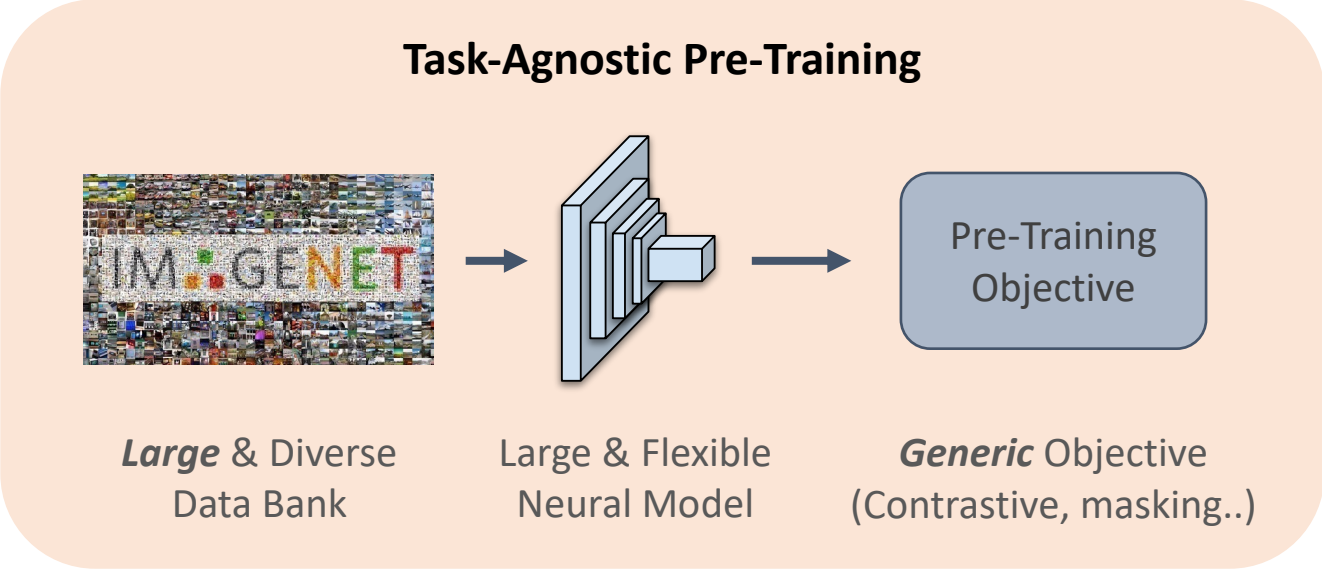 Task-Agnostic Pre-Training
IMAGENET
Pre-Training
Objective
Large & Diverse
Data Bank
Large & Flexible
Neural Model
Generic Objective
(Contrastive, masking..)